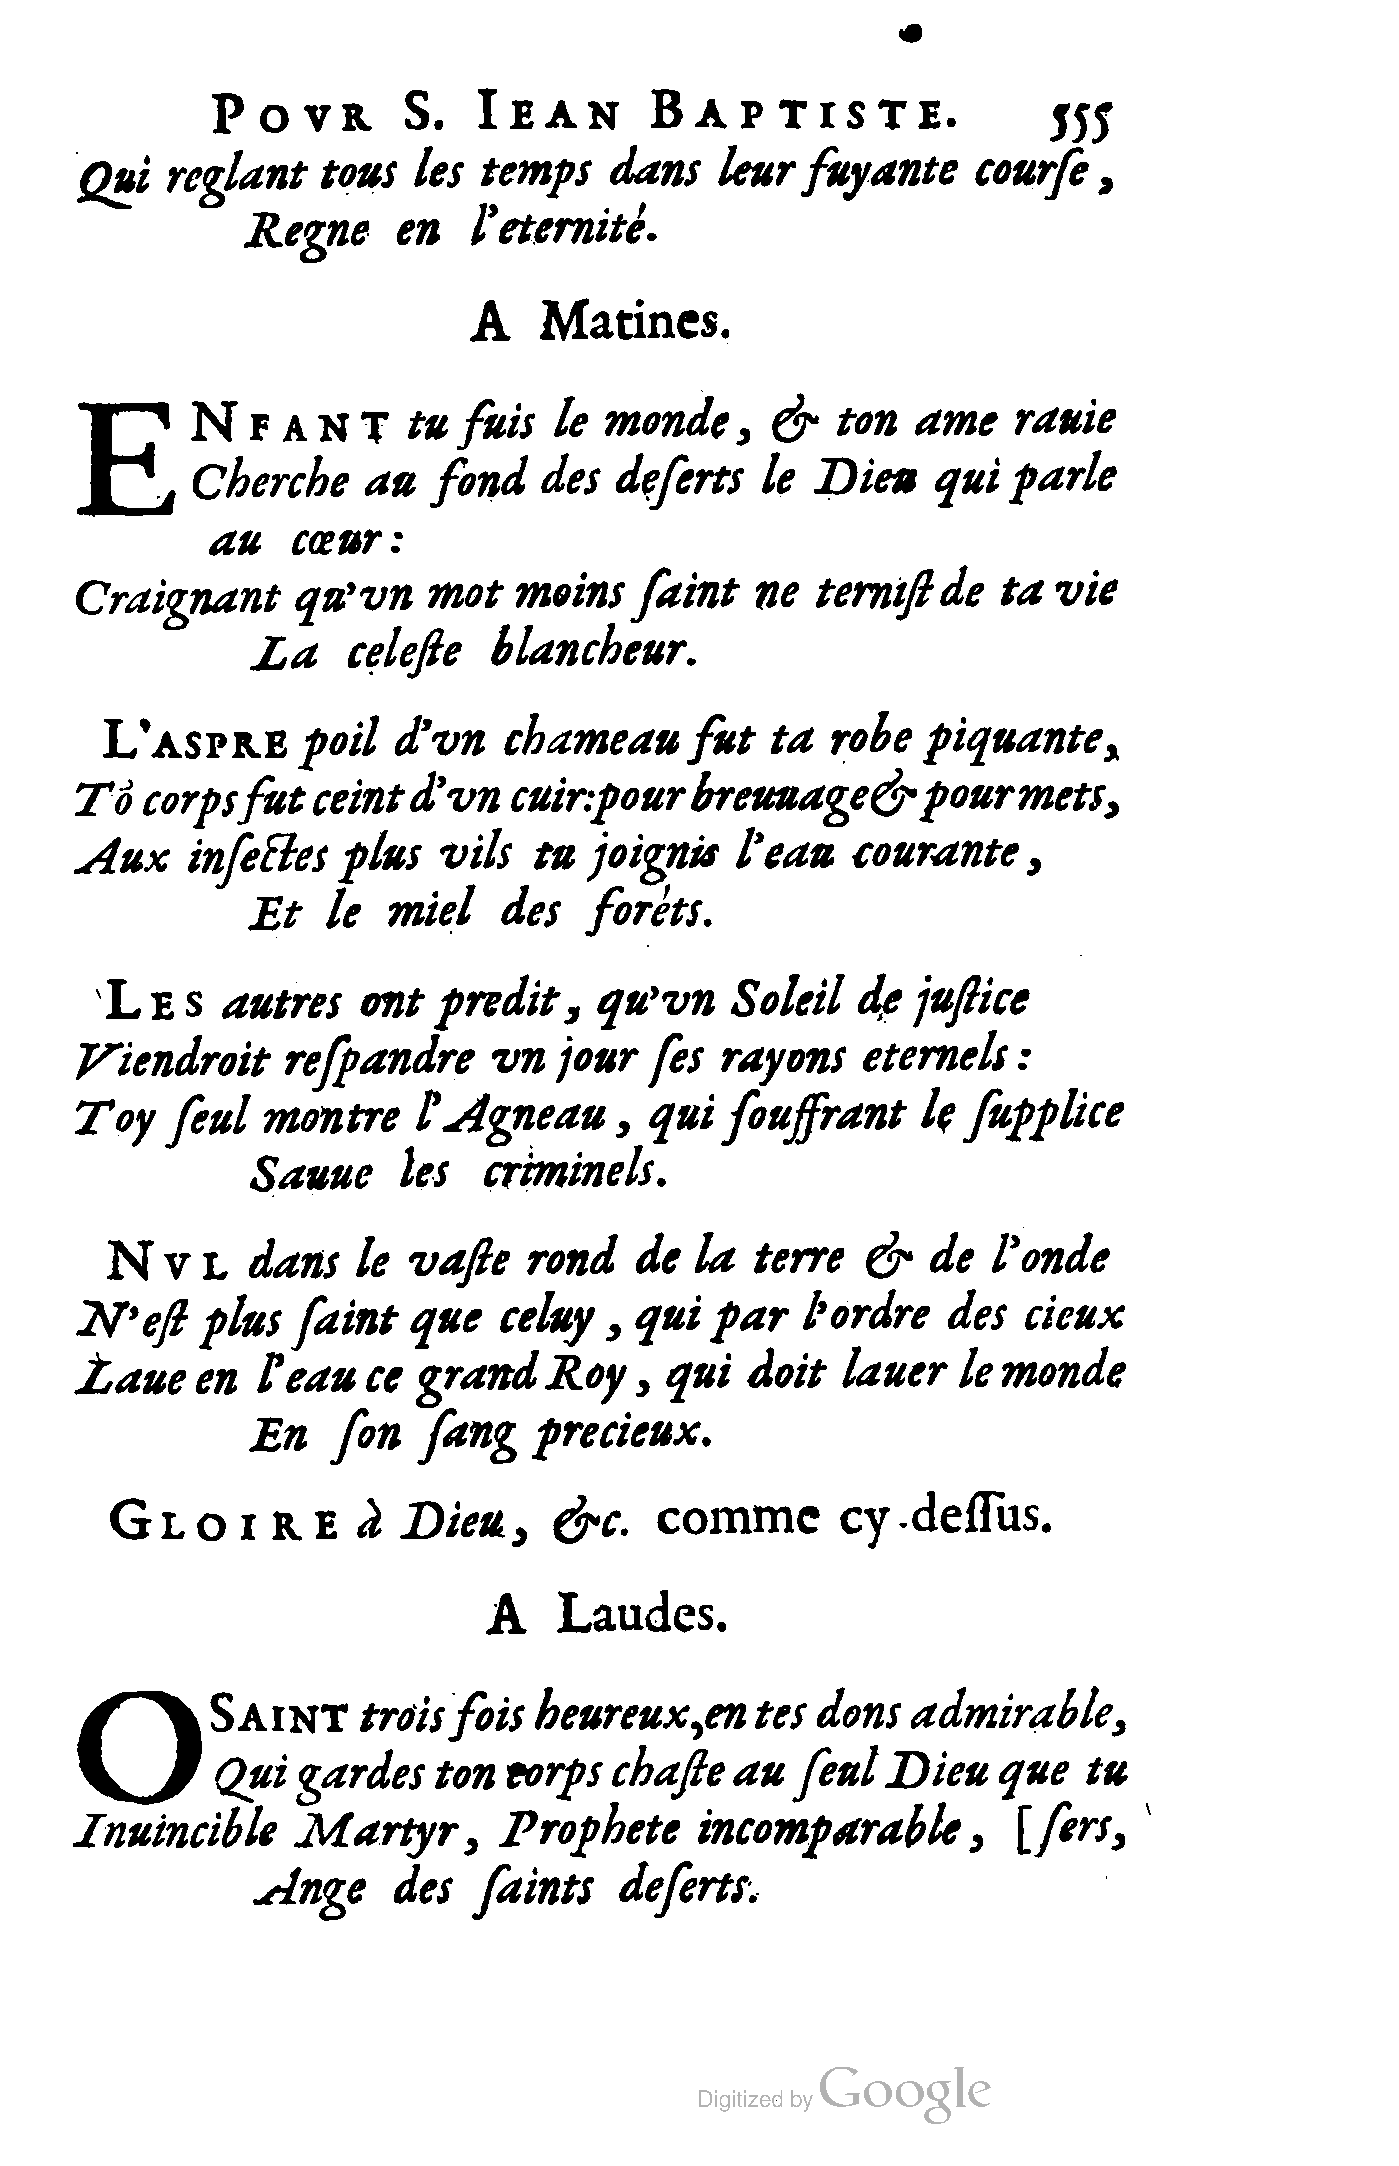 POVR S. IEAN BAPTISTE. 555
Qui reglant tous les temps dans leur fuyante courſe,
Regne en l'eternité.
A Matines.
ENFANT tu fuis le monde, & ton ame rauie
Cherche au fond des deſerts le Dieu qui parle
au cœur:
Craignant qu'vn mot moins ſaint ne terniſt de ta vie
La celeſte blancheur.
L'ASPRE poil d'vn chameau fut ta robe piquante,
Tõ corps fut ceint d'vn cuir: pour breuuage & pour mets,
Aux inſectes plus vils tu joignis l'eau courante,
Et le miel des foréts.
LES autres ont predit, qu'vn Soleil de juſtice
Viendroit reſpandre vn jour ſes rayons eternels:
Toy ſeul montre l'Agneau, qui ſouffrant le ſupplice
Sauue les criminels.
NVL dans le vaſte rond de la terre & de l'onde
N'eſt plus ſaint que celuy, qui par l'ordre des cieux
Laue en l'eau ce grand Roy, qui doit lauer le monde
En ſon ſang precieux.
GLOIRE à Dieu, &c. comme cy-deſſus.
A Laudes.
O SAINT trois fois heureux, en tes dons admirable,
Qui gardes ton corps chaſte au ſeul Dieu que tu
Inuincible Martyr, Prophete incomparable, [ſers,
Ange des ſaints deſerts.
Digitized by Google